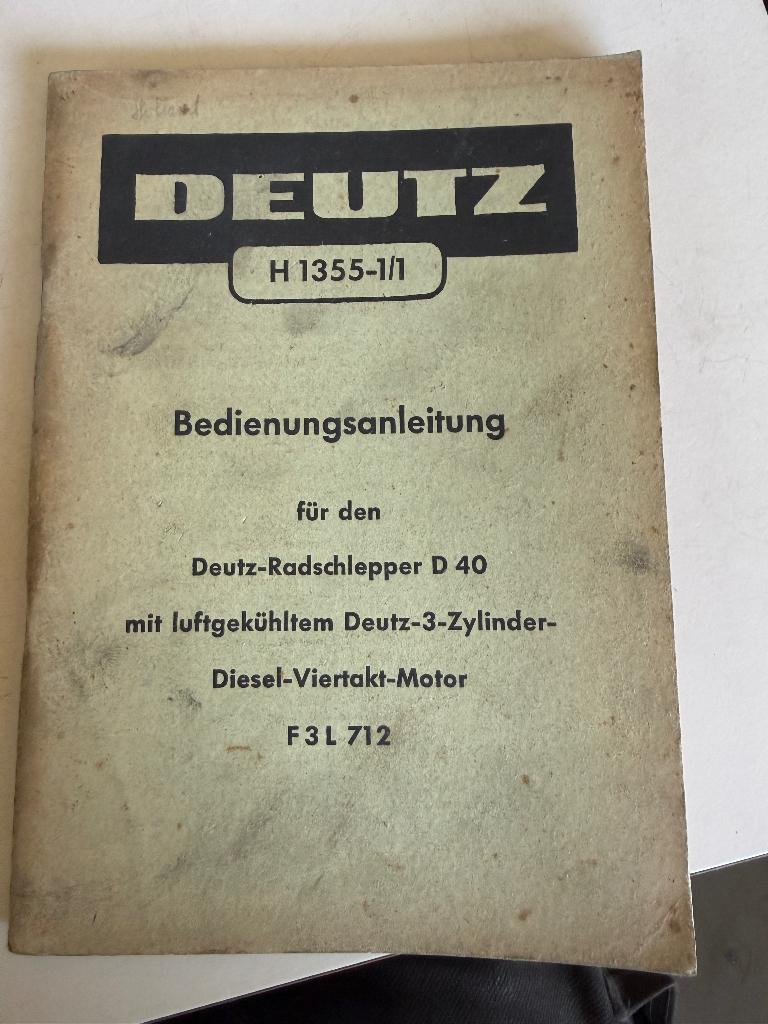 DEUTZ
H 1355-1/1
Bedienungsanleitung
für den
Deutz-Radschlepper D 40
mit luftgekühltem Deutz-3-Zylinder-
Diesel-Viertakt-Motor
F3L 712